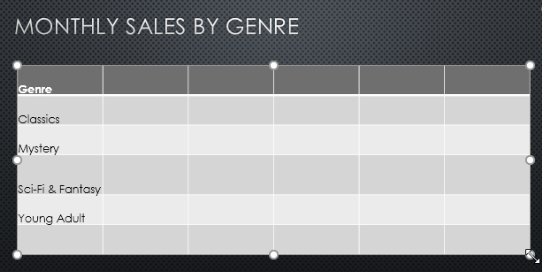 MONTHLY SALES BY GENRE
Genre
Classics
Mystery
Sci-Fi & Fantasy
Young Adult